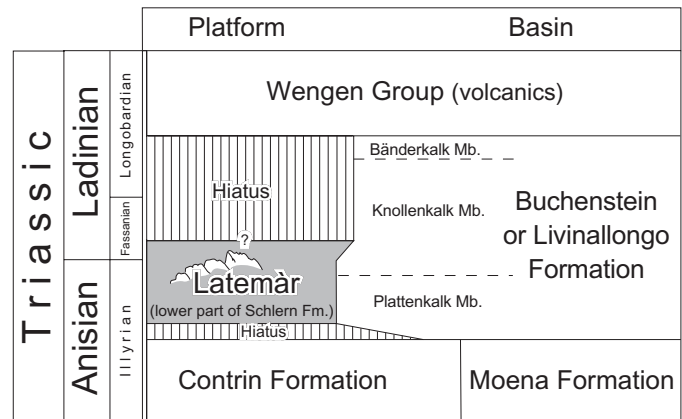 Platform
Basin
Triassic
Ladinian
Anisian
Longobardian
Fassanian
Illyrian
Wengen Group (volcanics)
Bänderkalk Mb.
Hiatus
Knollenkalk Mb.
Buchenstein
or Livinallongo
Formation
?
Latemàr
(lower part of Schlern Fm.)
Plattenkalk Mb.
Hiatus
Contrin Formation
Moena Formation